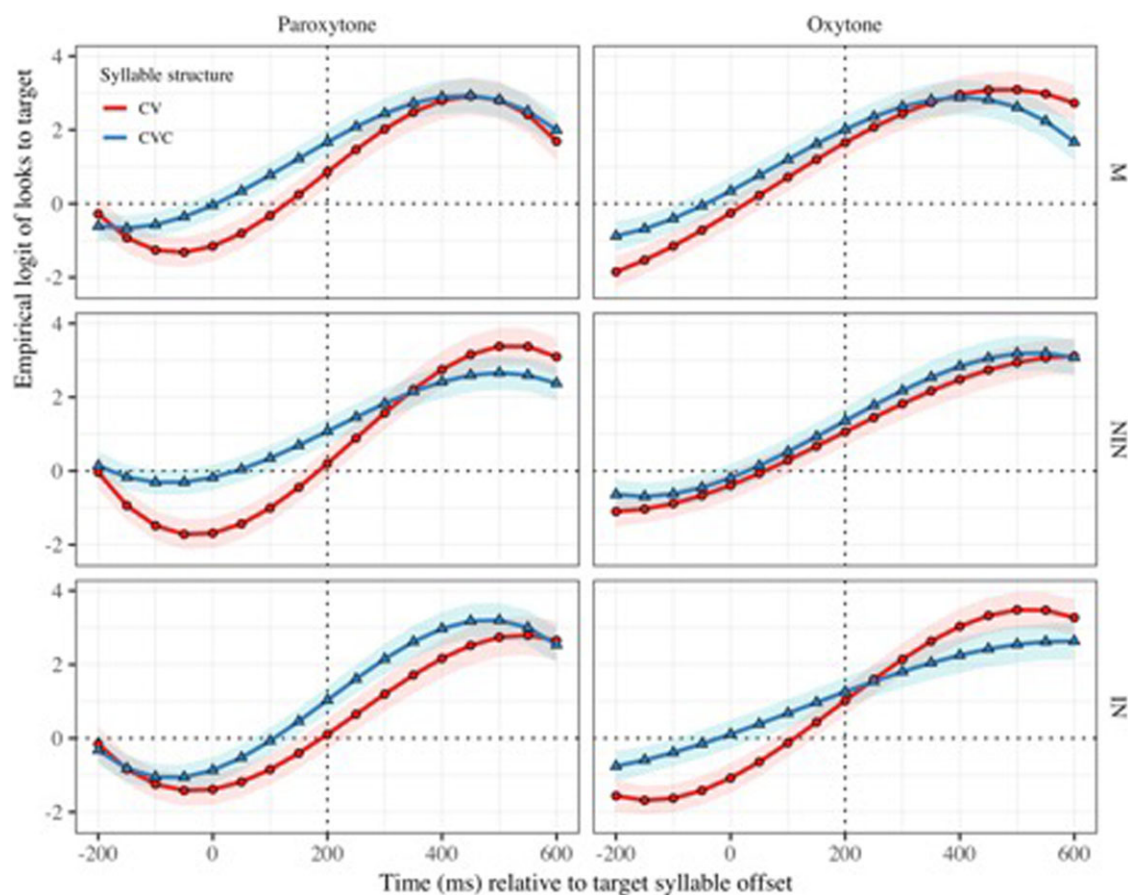 Paroxytone
Oxytone
Empirical logit of looks to target
Syllable structure
CV
CVC
4
2
0
-2
M
4
2
0
-2
NIN
4
2
0
-2
IN
-200 0 200 400 600
-200 0 200 400 600
Time (ms) relative to target syllable offset